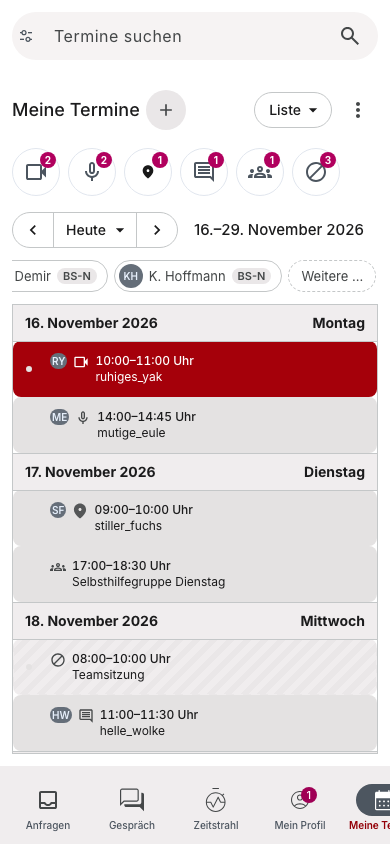 Termine suchen
Meine Termine
Liste
2
2
1
1
1
3
Heute
16.–29. November 2026
Demir BS-N
KH K. Hoffmann BS-N
Weitere ...
16. November 2026 Montag
RY 10:00–11:00 Uhr
ruhiges_yak
ME 14:00–14:45 Uhr
mutige_eule
17. November 2026 Dienstag
SF 09:00–10:00 Uhr
stiller_fuchs
17:00–18:30 Uhr
Selbsthilfegruppe Dienstag
18. November 2026 Mittwoch
08:00–10:00 Uhr
Teamsitzung
HW 11:00–11:30 Uhr
helle_wolke
1
Anfragen
Gespräch
Zeitstrahl
Mein Profil
Meine Te